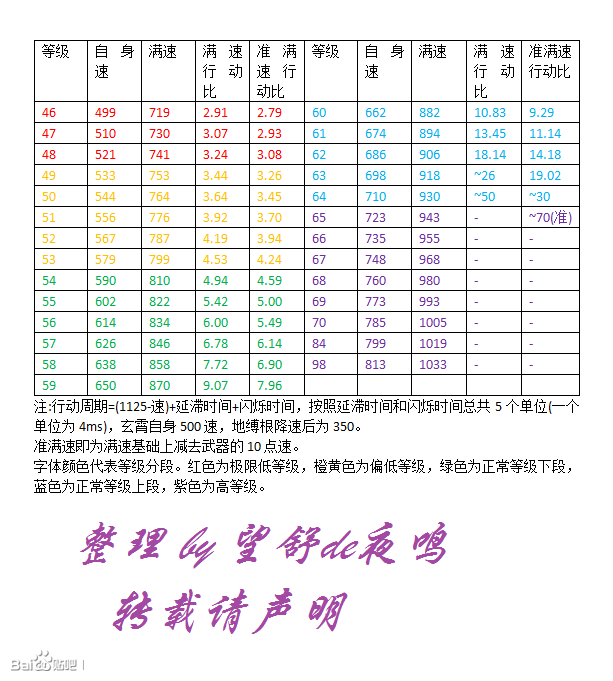 等级 自身速 满速 满速行动比 准满速行动比 等级 自身速 满速 满速行动比 准满速行动比
46 499 719 2.91 2.79 60 662 882 10.83 9.29
47 510 730 3.07 2.93 61 674 894 13.45 11.14
48 521 741 3.24 3.08 62 686 906 18.14 14.18
49 533 753 3.44 3.26 63 698 918 ~26 19.02
50 544 764 3.64 3.45 64 710 930 ~50 ~30
51 556 776 3.92 3.70 65 723 943 - ~70(准)
52 567 787 4.19 3.94 66 735 955 - -
53 579 799 4.53 4.24 67 748 968 - -
54 590 810 4.94 4.59 68 760 980 - -
55 602 822 5.42 5.00 69 773 993 - -
56 614 834 6.00 5.49 70 785 1005 - -
57 626 846 6.78 6.14 84 799 1019 - -
58 638 858 7.72 6.90 98 813 1033 - -
59 650 870 9.07 7.96
注:行动周期=(1125-速)+延滞时间+闪烁时间，按照延滞时间和闪烁时间总共 5 个单位(一个
单位为 4ms)，玄霄自身 500 速，地缚根降速后为 350。
准满速即为满速基础上减去武器的 10 点速。
字体颜色代表等级分段。红色为极限低等级，橙黄色为偏低等级，绿色为正常等级下段，
蓝色为正常等级上段，紫色为高等级。
整理 by 望舒de夜鸣
转载请声明
Baidu贴吧